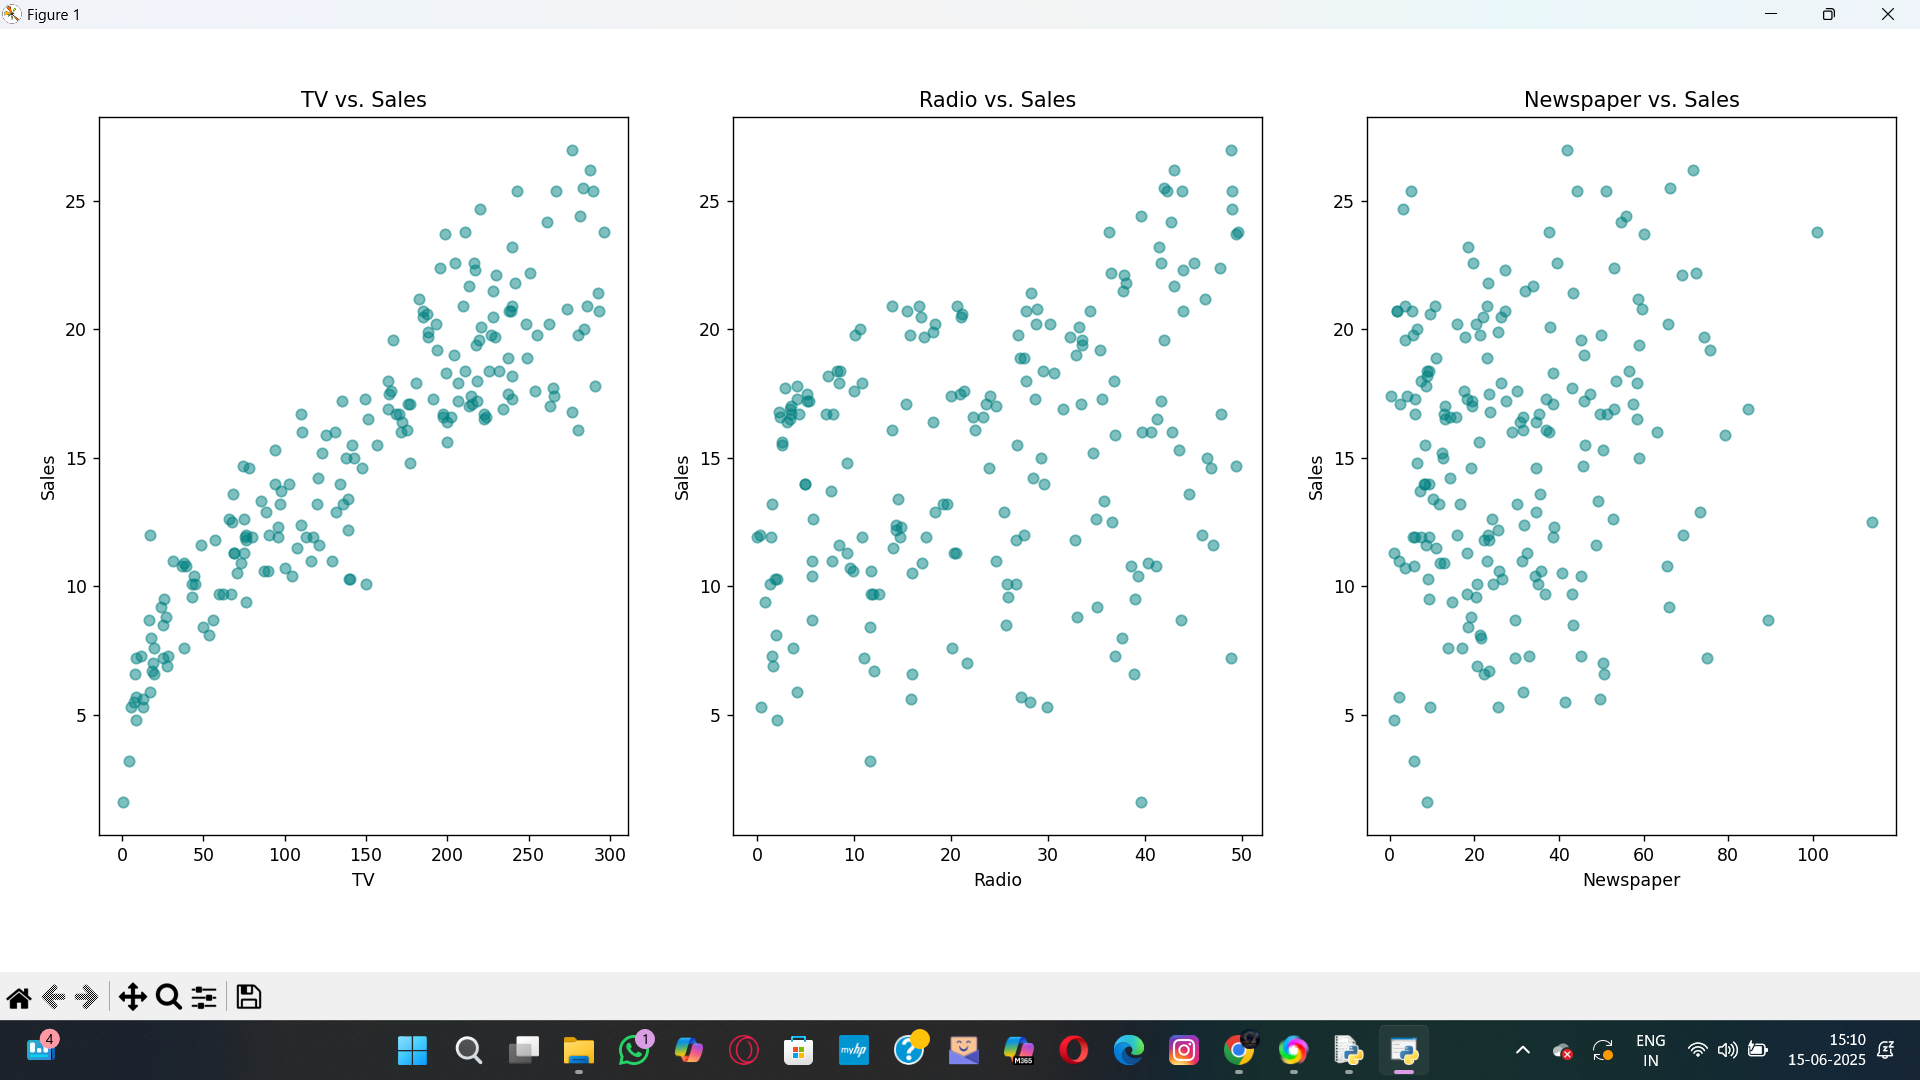 Figure 1
TV vs. Sales
Radio vs. Sales
Newspaper vs. Sales
25
20
15
10
5
Sales
0 50 100 150 200 250 300
TV
25
20
15
10
5
Sales
0 10 20 30 40 50
Radio
25
20
15
10
5
Sales
0 20 40 60 80 100
Newspaper
4
1
myhp
?
M365
ENG
IN
15:10
15-06-2025